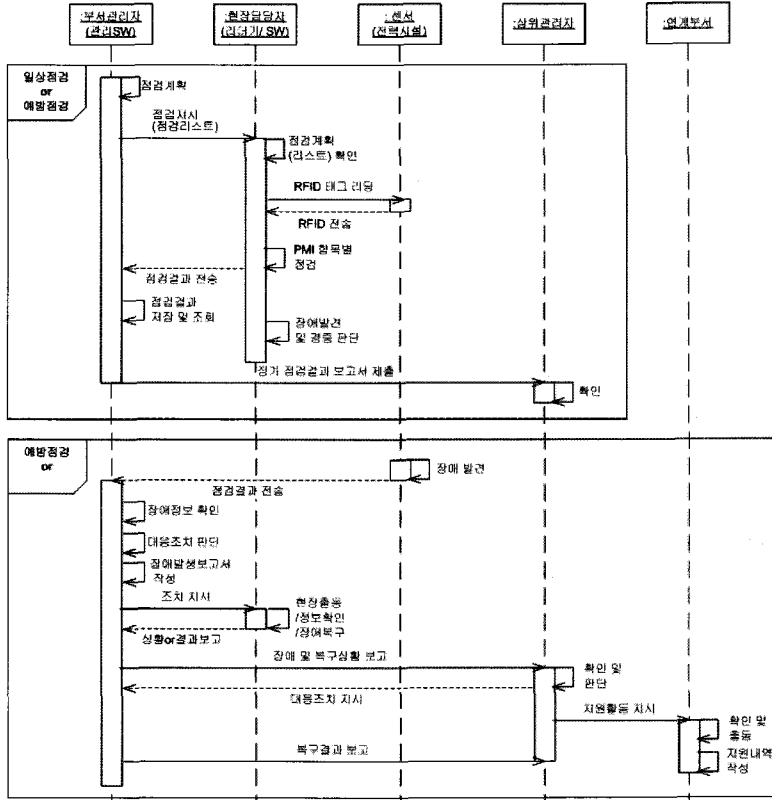 :부서관리자
(관리SW)
:현장담당자
(리더기/ SW)
: 센서
(전력시설)
:상위관리자
:연계부서
일상점검
or
예방점검
점검계획
점검지시
(점검리스트)
점검계획
(리스트) 확인
RFID 태그 리딩
RFID 전송
PMI 항목별
점검
점검결과 전송
점검결과
저장 및 조회
장애발견
및 경중 판단
정기 점검결과 보고서 제출
확인
예방점검
or
장애 발견
점검결과 전송
장애정보 확인
대응조치 판단
장애발생보고서
작성
조치 지시
현장출동
/정보확인
/장애복구
상황or결과보고
장애 및 복구상황 보고
확인 및
판단
대응조치 지시
지원활동 지시
확인 및
출동
지원내역
작성
복구결과 보고